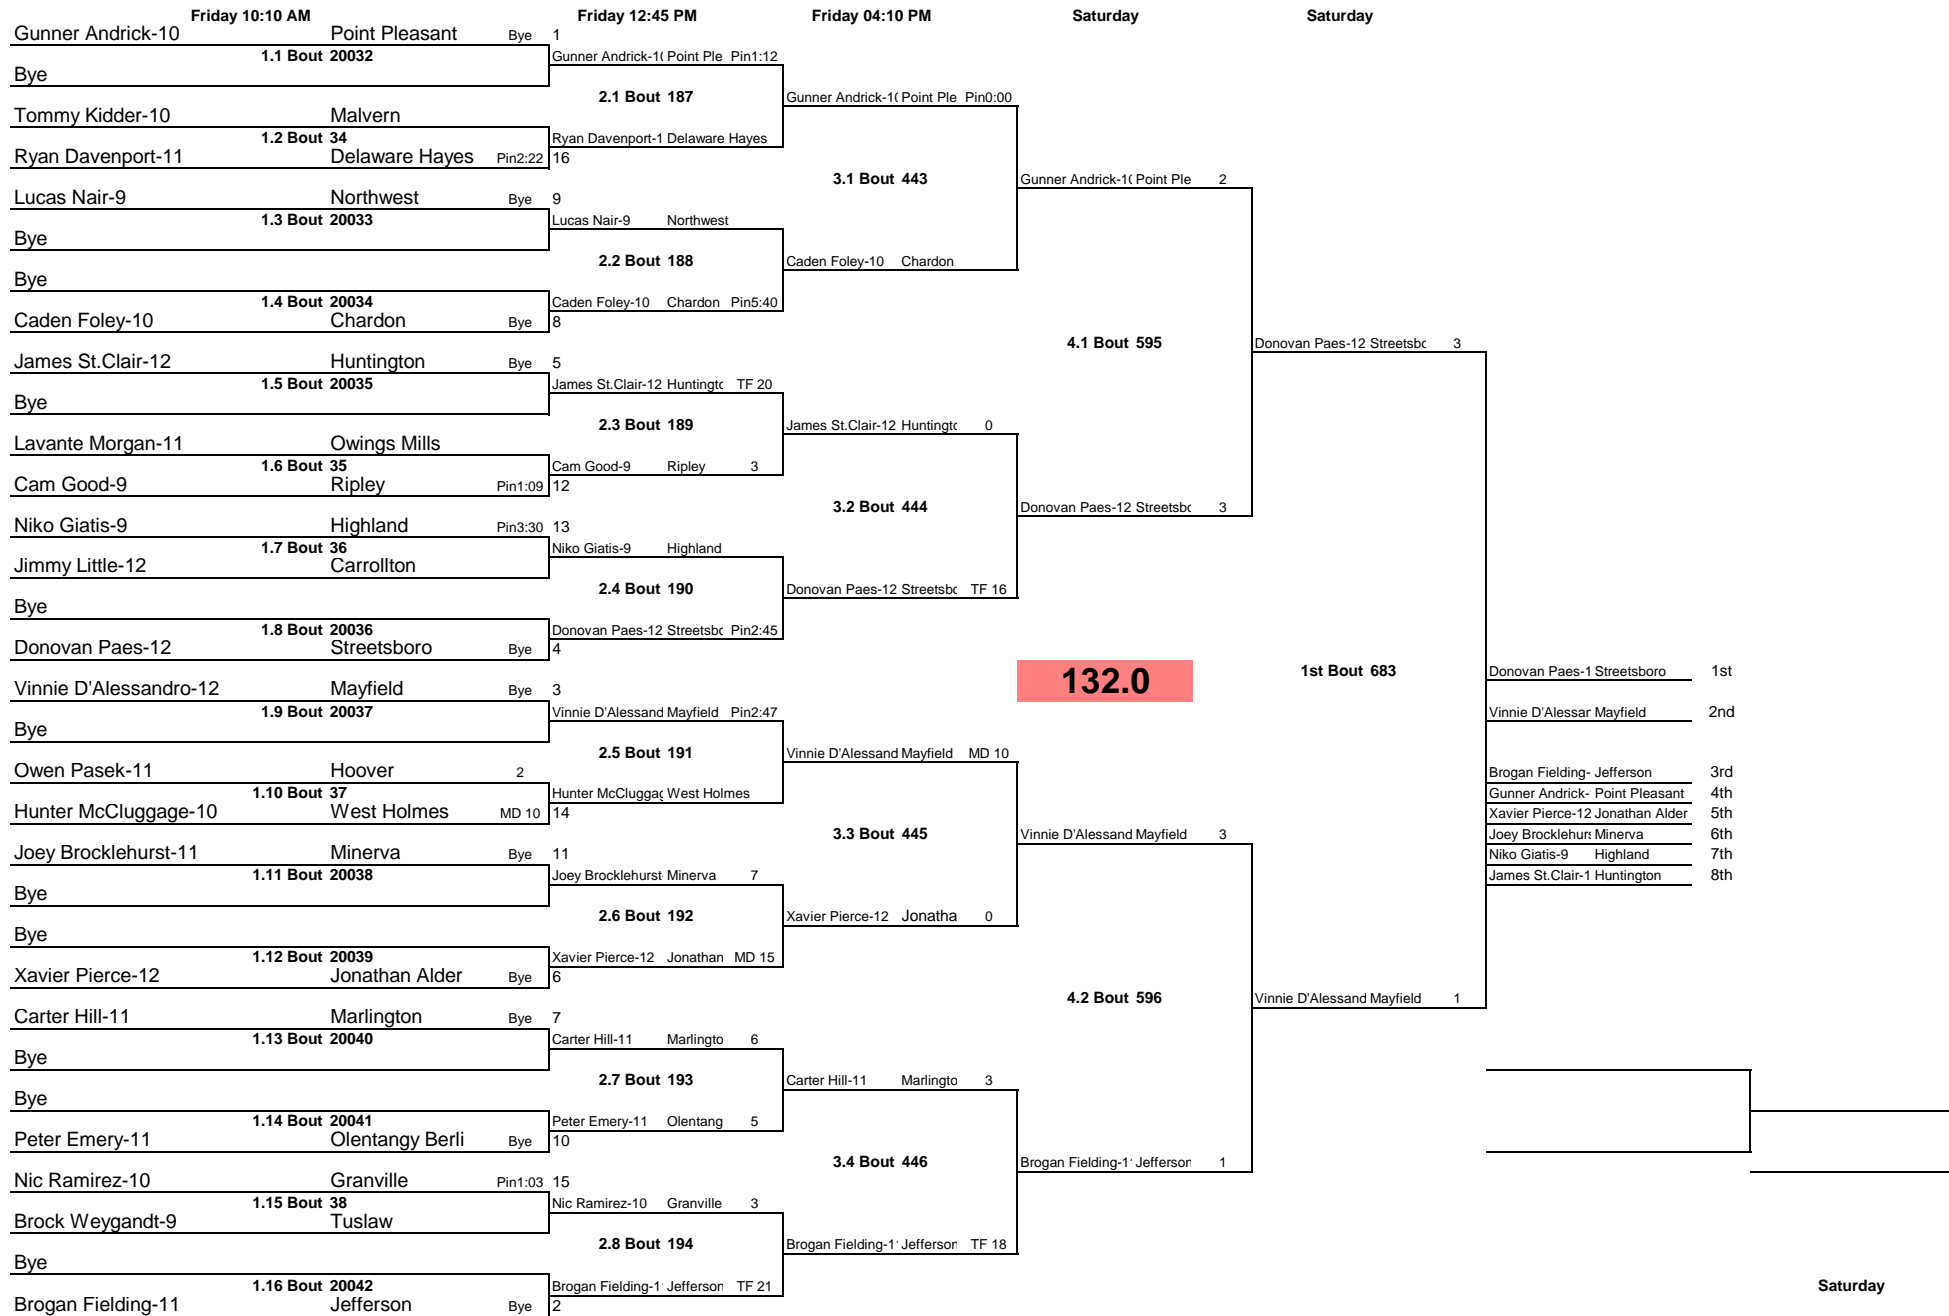 Friday 10:10 AM Friday 12:45 PM Friday 04:10 PM Saturday Saturday
Gunner Andrick-10 Point Pleasant Bye 1
1.1 Bout 20032 Gunner Andrick-1( Point Ple Pin1:12
Bye
2.1 Bout 187 Gunner Andrick-1( Point Ple Pin0:00
Tommy Kidder-10 Malvern
1.2 Bout 34 Ryan Davenport-1 Delaware Hayes
Ryan Davenport-11 Delaware Hayes Pin2:22 16
3.1 Bout 443 Gunner Andrick-1( Point Ple 2
Lucas Nair-9 Northwest Bye 9
1.3 Bout 20033 Lucas Nair-9 Northwest
Bye
2.2 Bout 188 Caden Foley-10 Chardon
Bye
1.4 Bout 20034 Caden Foley-10 Chardon Pin5:40
Caden Foley-10 Chardon Bye 8
4.1 Bout 595 Donovan Paes-12 Streetsbc 3
James St.Clair-12 Huntington Bye 5
1.5 Bout 20035 James St.Clair-12 Huntingtc TF 20
Bye
2.3 Bout 189 James St.Clair-12 Huntingtc 0
Lavante Morgan-11 Owings Mills
1.6 Bout 35 Cam Good-9 Ripley 3
Cam Good-9 Ripley Pin1:09 12
3.2 Bout 444 Donovan Paes-12 Streetsbc 3
Niko Giatis-9 Highland Pin3:30 13
1.7 Bout 36 Niko Giatis-9 Highland
Jimmy Little-12 Carrollton
2.4 Bout 190 Donovan Paes-12 Streetsbc TF 16
Bye
1.8 Bout 20036 Donovan Paes-12 Streetsbc Pin2:45
Donovan Paes-12 Streetsboro Bye 4
132.0 1st Bout 683 Donovan Paes-1 Streetsboro 1st
Vinnie D'Alessandro-12 Mayfield Bye 3
1.9 Bout 20037 Vinnie D'Alessand Mayfield Pin2:47 Vinnie D'Alessar Mayfield 2nd
Bye
2.5 Bout 191 Vinnie D'Alessand Mayfield MD 10
Owen Pasek-11 Hoover 2 Brogan Fielding- Jefferson 3rd
1.10 Bout 37 Hunter McCluggag West Holmes Gunner Andrick- Point Pleasant 4th
Hunter McCluggage-10 West Holmes MD 10 14 Xavier Pierce-12 Jonathan Alder 5th
3.3 Bout 445 Vinnie D'Alessand Mayfield 3 Joey Brocklehurs Minerva 6th
Joey Brocklehurst-11 Minerva Bye 11 Niko Giatis-9 Highland 7th
1.11 Bout 20038 Joey Brocklehurst Minerva 7 James St.Clair-1 Huntington 8th
Bye
2.6 Bout 192 Xavier Pierce-12 Jonatha 0
Bye
1.12 Bout 20039 Xavier Pierce-12 Jonathan MD 15
Xavier Pierce-12 Jonathan Alder Bye 6
4.2 Bout 596 Vinnie D'Alessand Mayfield 1
Carter Hill-11 Marlington Bye 7
1.13 Bout 20040 Carter Hill-11 Marlingto 6
Bye
2.7 Bout 193 Carter Hill-11 Marlingto 3
Bye
1.14 Bout 20041 Peter Emery-11 Olentang 5
Peter Emery-11 Olentangy Berli Bye 10
3.4 Bout 446 Brogan Fielding-1 Jefferson 1
Nic Ramirez-10 Granville Pin1:03 15
1.15 Bout 38 Nic Ramirez-10 Granville 3
Brock Weygandt-9 Tuslaw
2.8 Bout 194 Brogan Fielding-1 Jefferson TF 18
Bye
1.16 Bout 20042 Brogan Fielding-1 Jefferson TF 21 Saturday
Brogan Fielding-11 Jefferson Bye 2